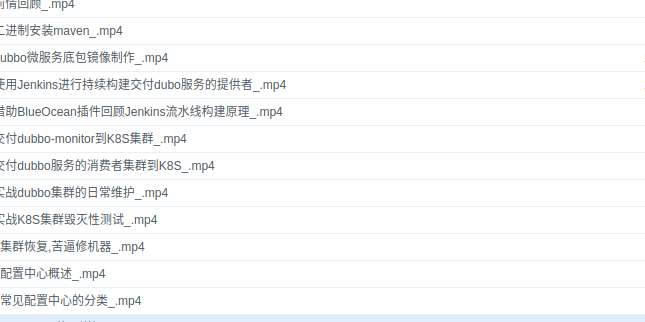 前情回顾_.mp4
二进制安装maven_.mp4
ubbo微服务底包镜像制作_.mp4
使用Jenkins进行持续构建交付dubo服务的提供者_.mp4
借助BlueOcean插件回顾Jenkins流水线构建原理_.mp4
交付dubbo-monitor到K8S集群_.mp4
交付dubbo服务的消费者集群到K8S_.mp4
实战dubbo集群的日常维护_.mp4
实战K8S集群毁灭性测试_.mp4
集群恢复,苦逼修机器_.mp4
配置中心概述_.mp4
常见配置中心的分类_.mp4